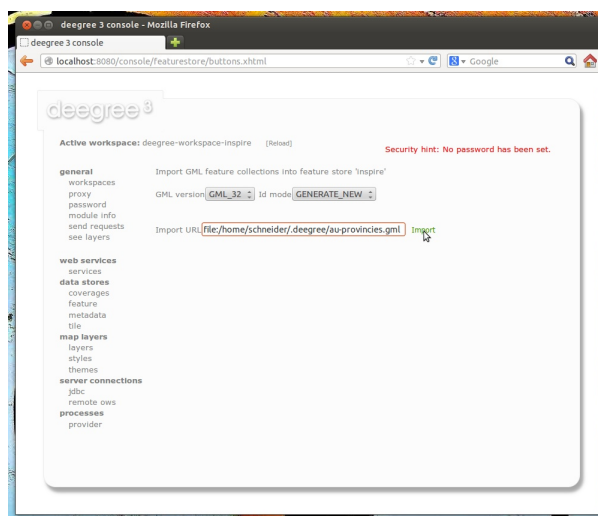 deegree 3 console - Mozilla Firefox
deegree 3 console
localhost:8080/console/featurestore/buttons.xhtml
Google
deegree 3
Active workspace: deegree-workspace-inspire [Reload]
Security hint: No password has been set.
general
workspaces
proxy
password
module info
send requests
see layers
web services
services
data stores
coverages
feature
metadata
tile
map layers
layers
styles
themes
server connections
jdbc
remote ows
processes
provider
Import GML feature collections into feature store 'inspire'
GML version GML_32 Id mode GENERATE_NEW
Import URL file:/home/schneider/.deegree/au-provincies.gml Import